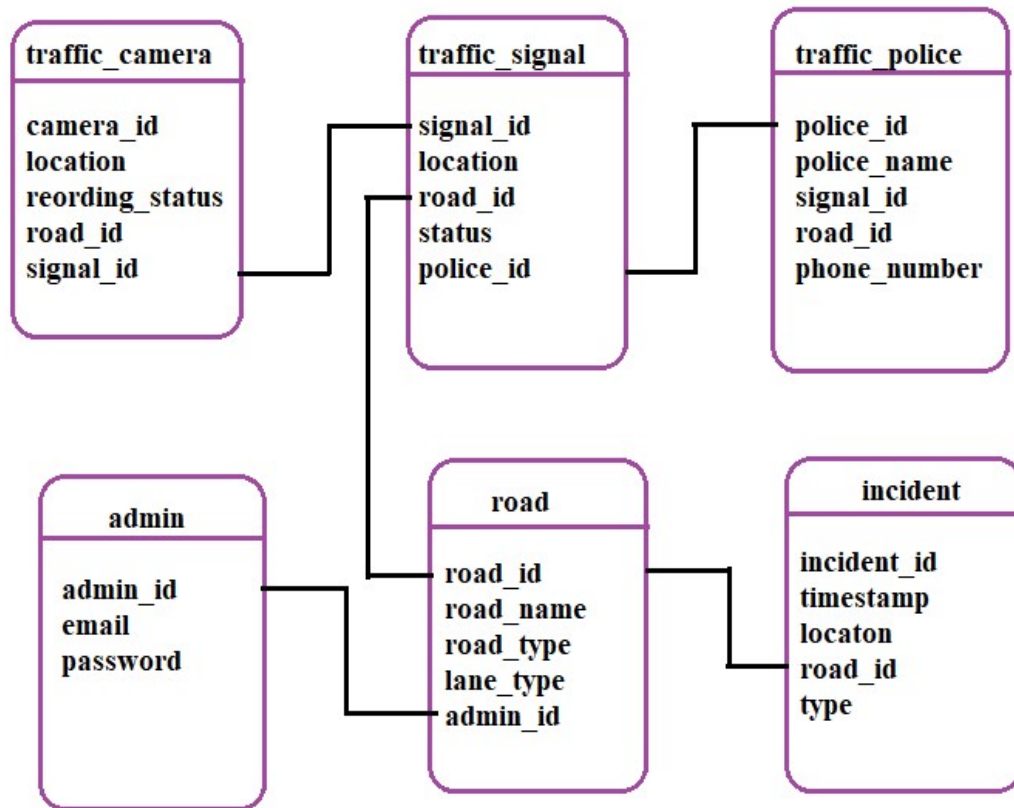 traffic_camera
camera_id
location
reording_status
road_id
signal_id
traffic_signal
signal_id
location
road_id
status
police_id
traffic_police
police_id
police_name
signal_id
road_id
phone_number
admin
admin_id
email
password
road
road_id
road_name
road_type
lane_type
admin_id
incident
incident_id
timestamp
locaton
road_id
type